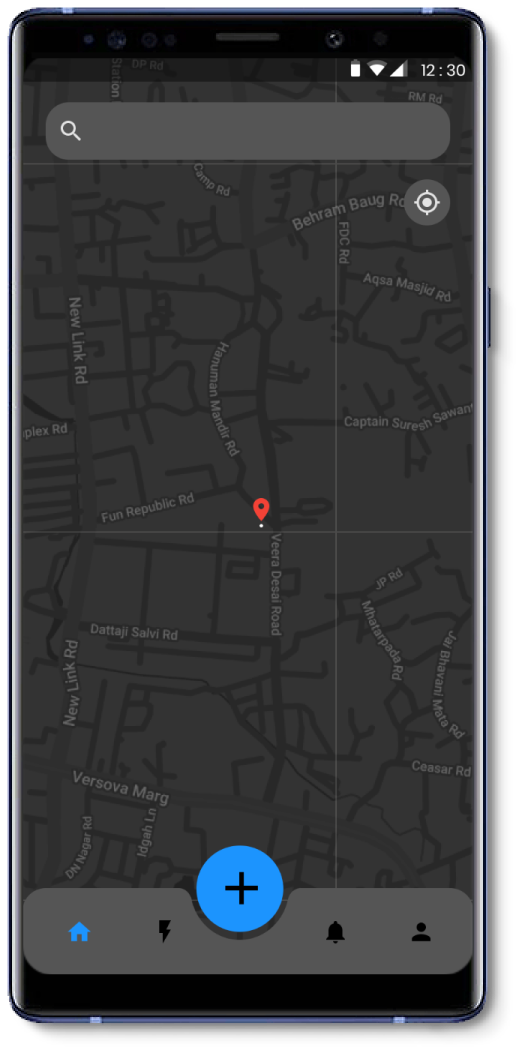 12:30
Station
DP Rd
RM Rd
Camp Rd
Behram Baug Rd
FDC Rd
Aqsa Masjid Rd
New Link Rd
Hanuman Mandir Rd
Captain Suresh Sawant
plex Rd
Fun Republic Rd
Veera Desai Road
JP Rd
Mhatarpada Rd
Dattaji Salvi Rd
Jai Bhavani Mata Rd
New Link Rd
Ceasar Rd
Versova Marg
Idgah Ln
DN Nagar Rd